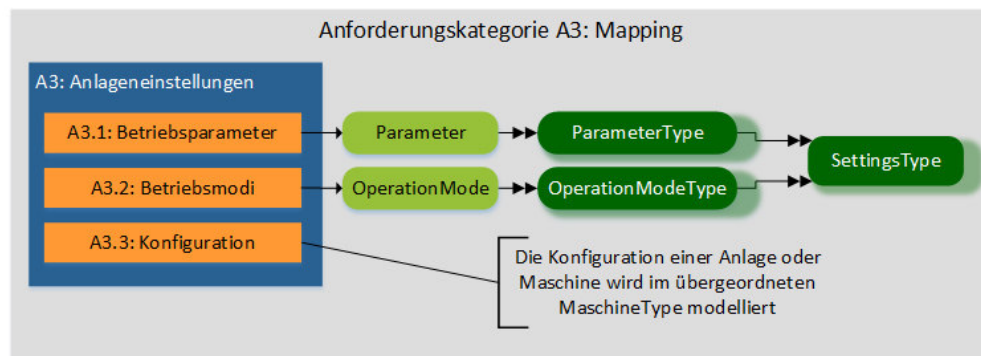 Anforderungskategorie A3: Mapping
A3: Anlageneinstellungen
A3.1: Betriebsparameter
Parameter
ParameterType
SettingsType
A3.2: Betriebsmodi
OperationMode
OperationModeType
A3.3: Konfiguration
Die Konfiguration einer Anlage oder
Maschine wird im übergeordneten
MaschineType modelliert